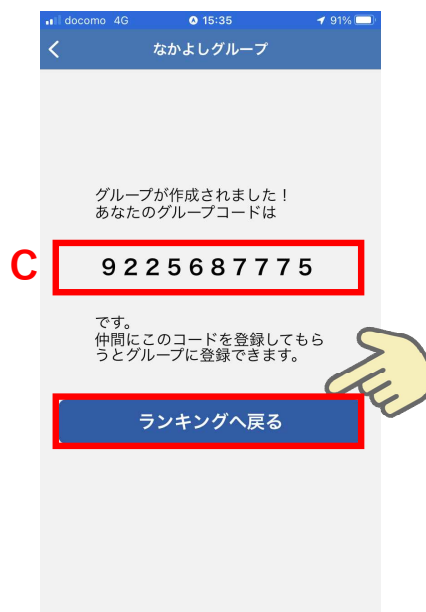 docomo 4G 15:35 91%
なかよしグループ
グループが作成されました！
あなたのグループコードは
C
9225687775
です。
仲間にこのコードを登録してもら
うとグループに登録できます。
ランキングへ戻る